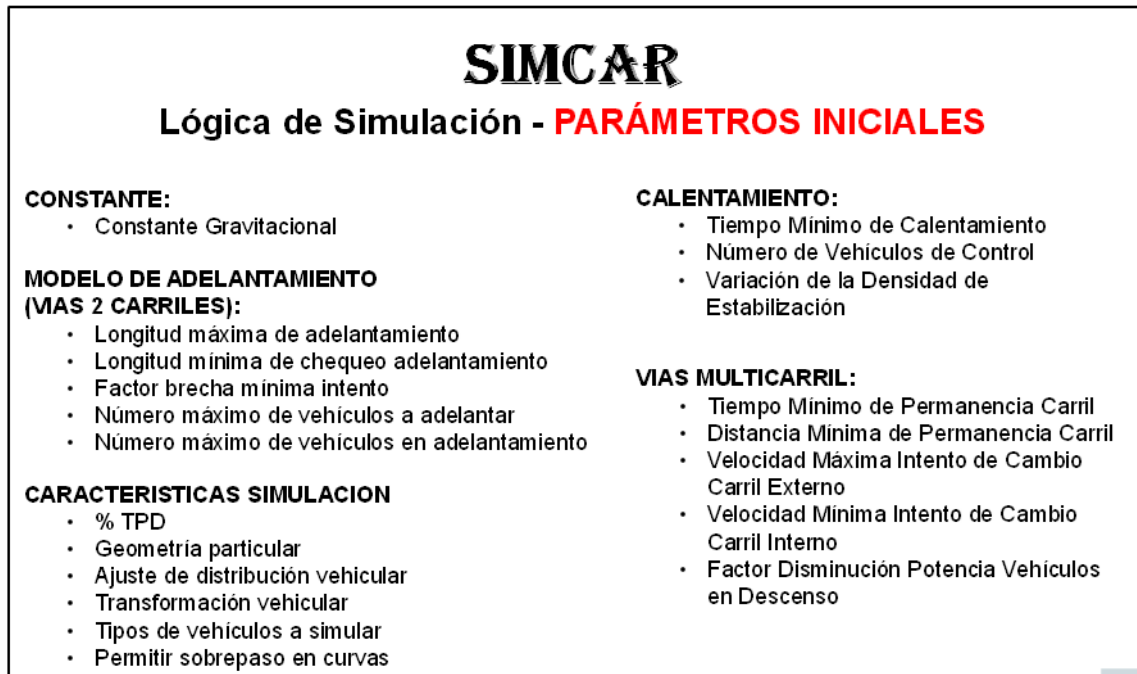 SIMCAR
Lógica de Simulación - PARÁMETROS INICIALES
CONSTANTE:
• Constante Gravitacional
MODELO DE ADELANTAMIENTO
(VIAS 2 CARRILES):
• Longitud máxima de adelantamiento
• Longitud mínima de chequeo adelantamiento
• Factor brecha mínima intento
• Número máximo de vehículos a adelantar
• Número máximo de vehículos en adelantamiento
CARACTERISTICAS SIMULACION
• % TPD
• Geometría particular
• Ajuste de distribución vehicular
• Transformación vehicular
• Tipos de vehículos a simular
• Permitir sobrepaso en curvas
CALENTAMIENTO:
• Tiempo Mínimo de Calentamiento
• Número de Vehículos de Control
• Variación de la Densidad de
Estabilización
VIAS MULTICARRIL:
• Tiempo Mínimo de Permanencia Carril
• Distancia Mínima de Permanencia Carril
• Velocidad Máxima Intento de Cambio
Carril Externo
• Velocidad Mínima Intento de Cambio
Carril Interno
• Factor Disminución Potencia Vehículos
en Descenso